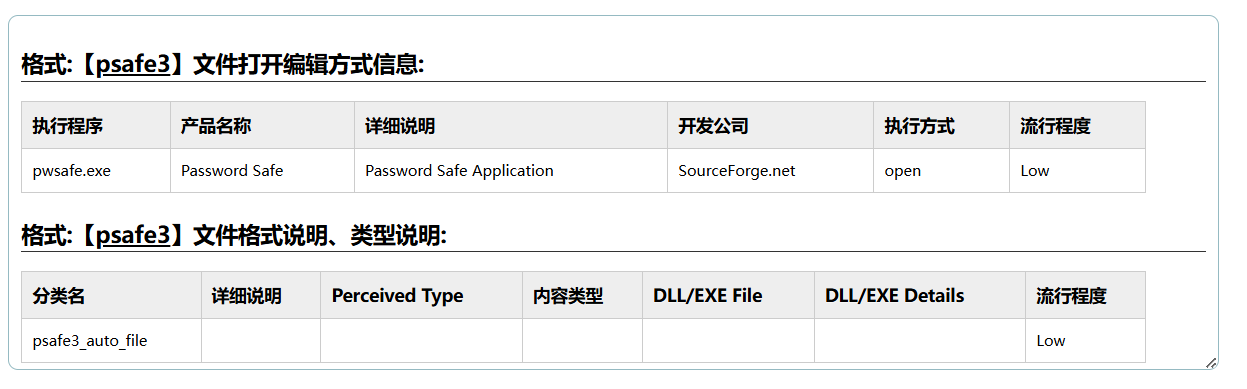 格式:【psafe3】文件打开编辑方式信息:
执行程序 产品名称 详细说明 开发公司 执行方式 流行程度
pwsafe.exe Password Safe Password Safe Application SourceForge.net open Low
格式:【psafe3】文件格式说明、类型说明:
分类名 详细说明 Perceived Type 内容类型 DLL/EXE File DLL/EXE Details 流行程度
psafe3_auto_file Low